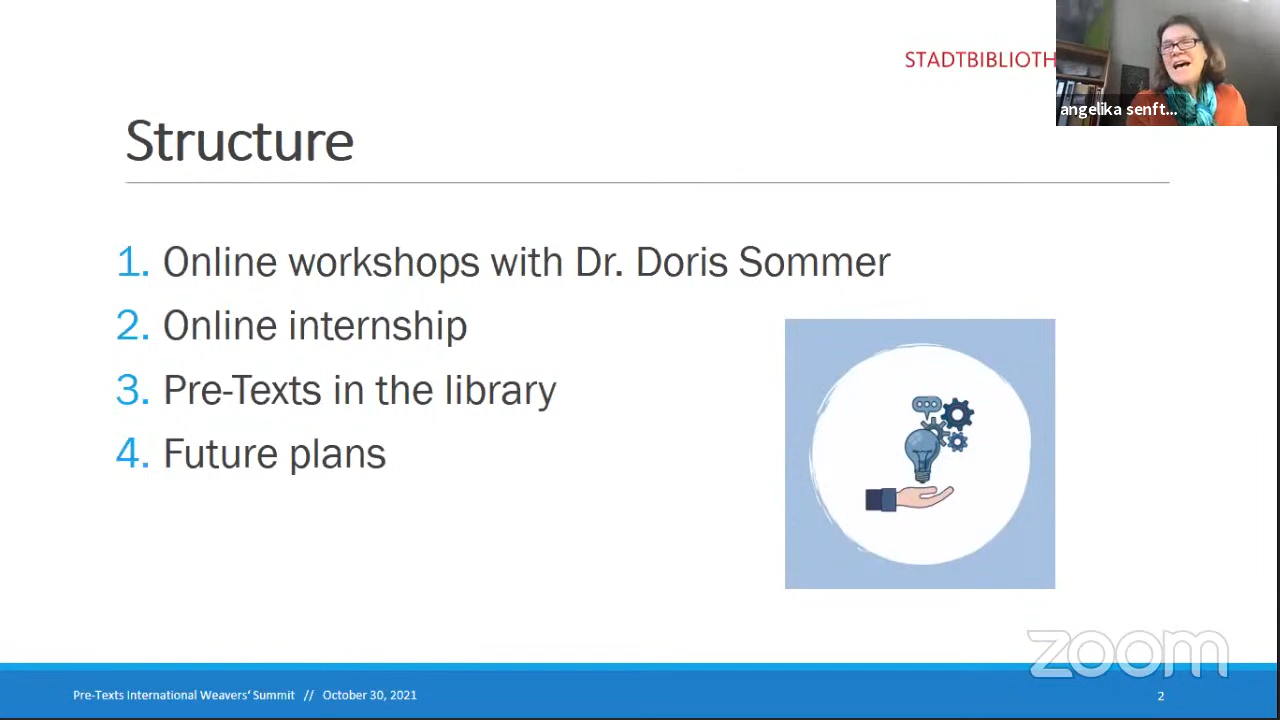 STADTBIBLIOTH
angelika senft...
Structure
1. Online workshops with Dr. Doris Sommer
2. Online internship
3. Pre-Texts in the library
4. Future plans
zoom
Pre-Texts International Weavers‘ Summit // October 30, 2021
2